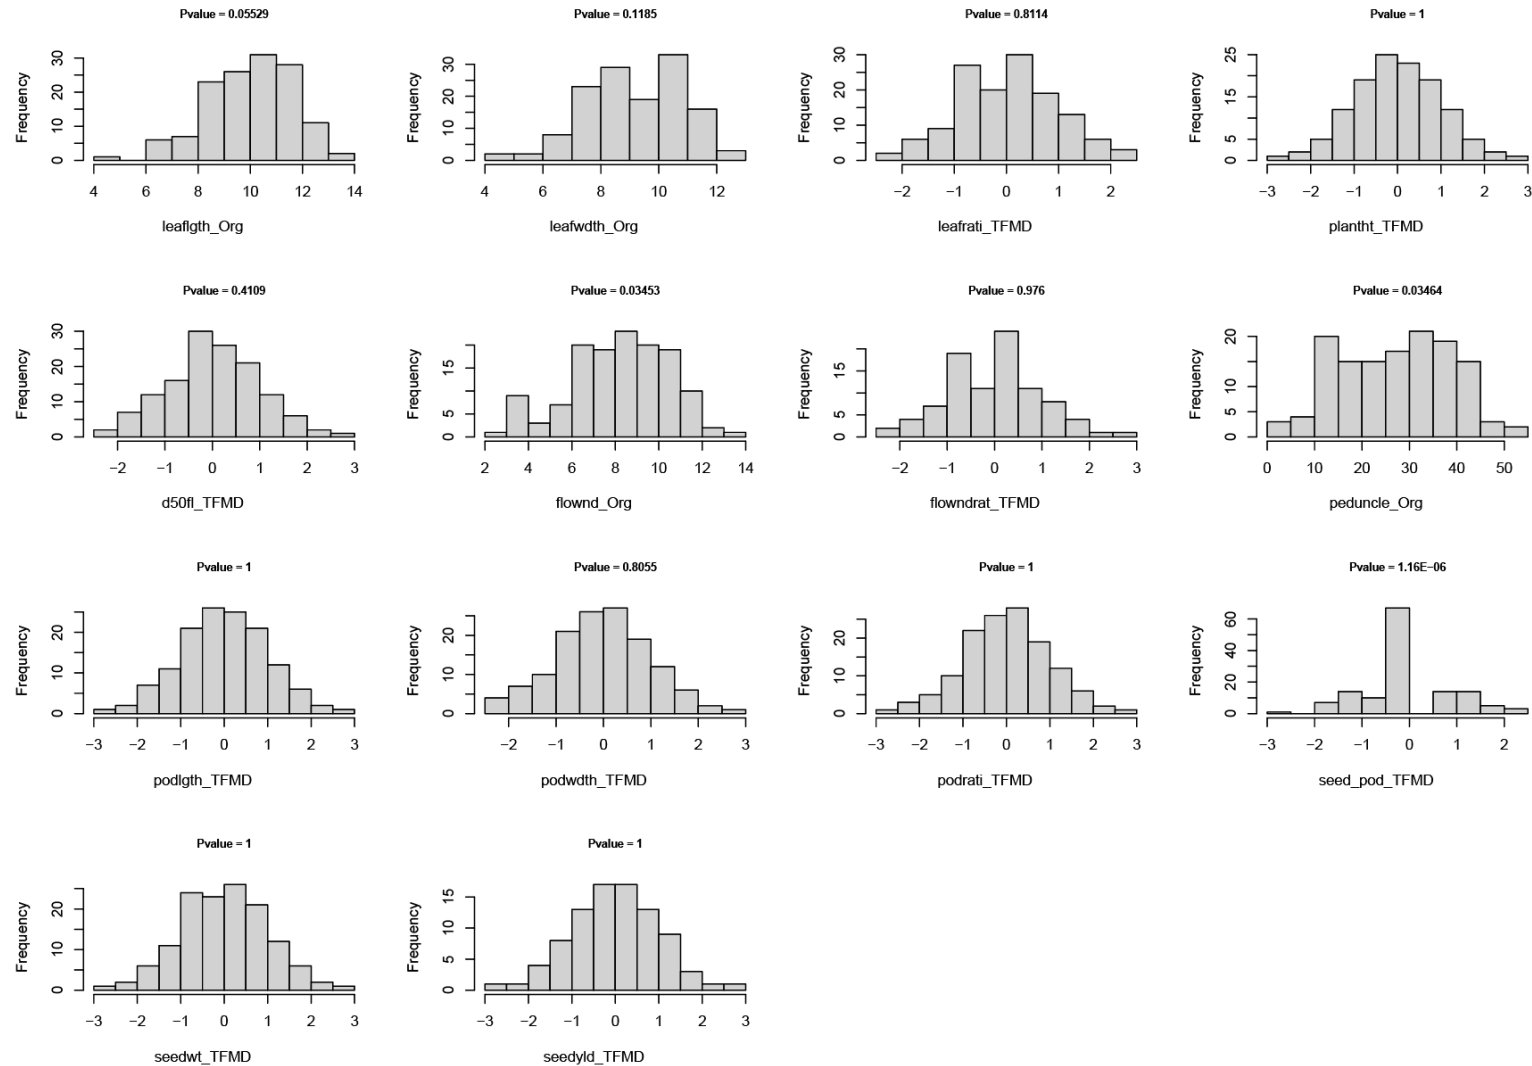 Pvalue = 0.05529
Frequency
0 10 20 30
4 6 8 10 12 14
leaflgth_Org
Pvalue = 0.1185
Frequency
0 10 20 30
4 6 8 10 12
leafwdth_Org
Pvalue = 0.8114
Frequency
0 10 20 30
−2 −1 0 1 2
leafrati_TFMD
Pvalue = 1
Frequency
0 5 15 25
−3 −2 −1 0 1 2 3
plantht_TFMD
Pvalue = 0.4109
Frequency
0 10 20 30
−2 −1 0 1 2 3
d50fl_TFMD
Pvalue = 0.03453
Frequency
0 5 15
2 4 6 8 10 12 14
flownd_Org
Pvalue = 0.976
Frequency
0 5 15
−2 −1 0 1 2 3
flowndrat_TFMD
Pvalue = 0.03464
Frequency
0 5 10 20
0 10 20 30 40 50
peduncle_Org
Pvalue = 1
Frequency
0 10 20
−3 −2 −1 0 1 2 3
podlgth_TFMD
Pvalue = 0.8055
Frequency
0 10 20
−2 −1 0 1 2 3
podwdth_TFMD
Pvalue = 1
Frequency
0 10 20
−3 −2 −1 0 1 2 3
podrati_TFMD
Pvalue = 1.16E−06
Frequency
0 20 40 60
−3 −2 −1 0 1 2
seed_pod_TFMD
Pvalue = 1
Frequency
0 10 20
−3 −2 −1 0 1 2 3
seedwt_TFMD
Pvalue = 1
Frequency
0 5 10 15
−3 −2 −1 0 1 2 3
seedyld_TFMD